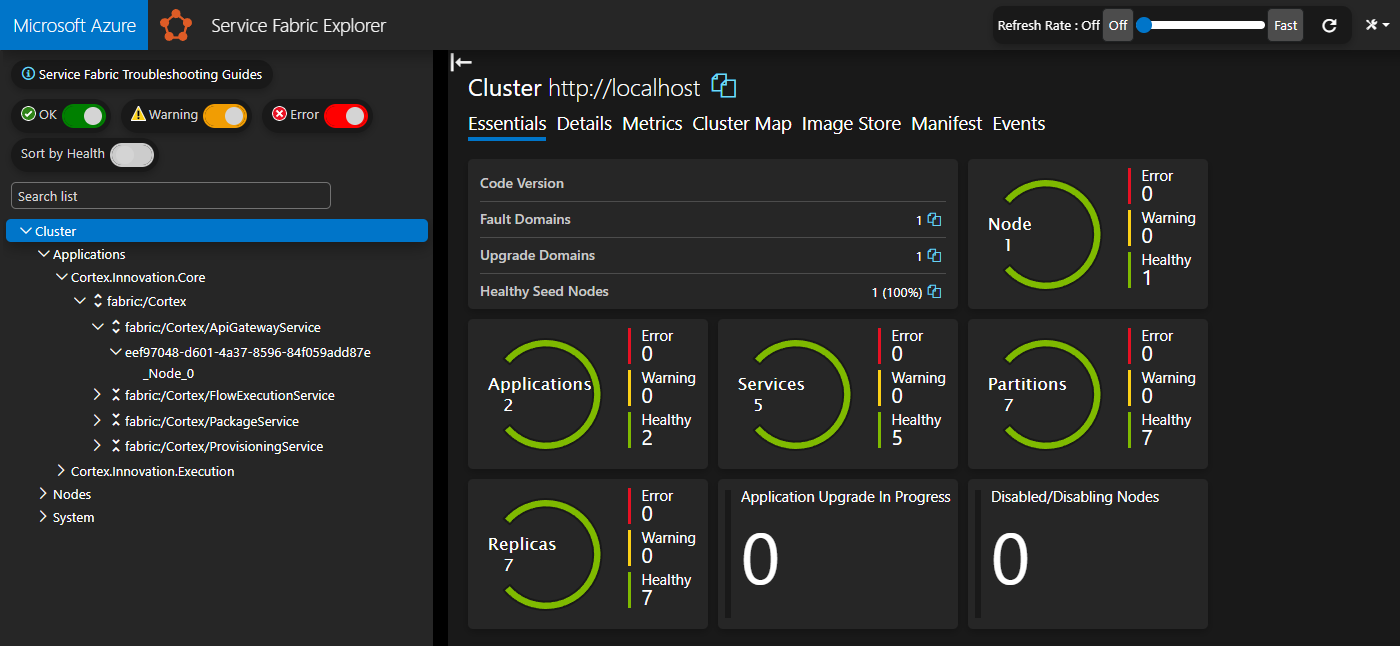 Microsoft Azure
Service Fabric Explorer
Refresh Rate : Off Off Fast
Service Fabric Troubleshooting Guides
OK Warning Error
Sort by Health
Search list
Cluster
Applications
Cortex.Innovation.Core
fabric:/Cortex
fabric:/Cortex/ApiGatewayService
eef97048-d601-4a37-8596-84f059add87e
_Node_0
fabric:/Cortex/FlowExecutionService
fabric:/Cortex/PackageService
fabric:/Cortex/ProvisioningService
Cortex.Innovation.Execution
Nodes
System
Cluster http://localhost
Essentials Details Metrics Cluster Map Image Store Manifest Events
Code Version
Fault Domains 1
Upgrade Domains 1
Healthy Seed Nodes 1 (100%)
Node
1
Error
0
Warning
0
Healthy
1
Applications
2
Error
0
Warning
0
Healthy
2
Services
5
Error
0
Warning
0
Healthy
5
Partitions
7
Error
0
Warning
0
Healthy
7
Replicas
7
Error
0
Warning
0
Healthy
7
Application Upgrade In Progress
0
Disabled/Disabling Nodes
0